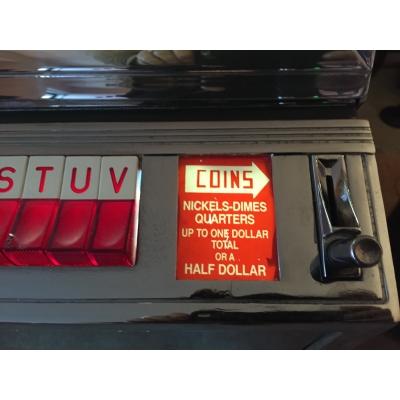 S T U V
COINS
NICKELS-DIMES
QUARTERS
UP TO ONE DOLLAR
TOTAL
OR A
HALF DOLLAR